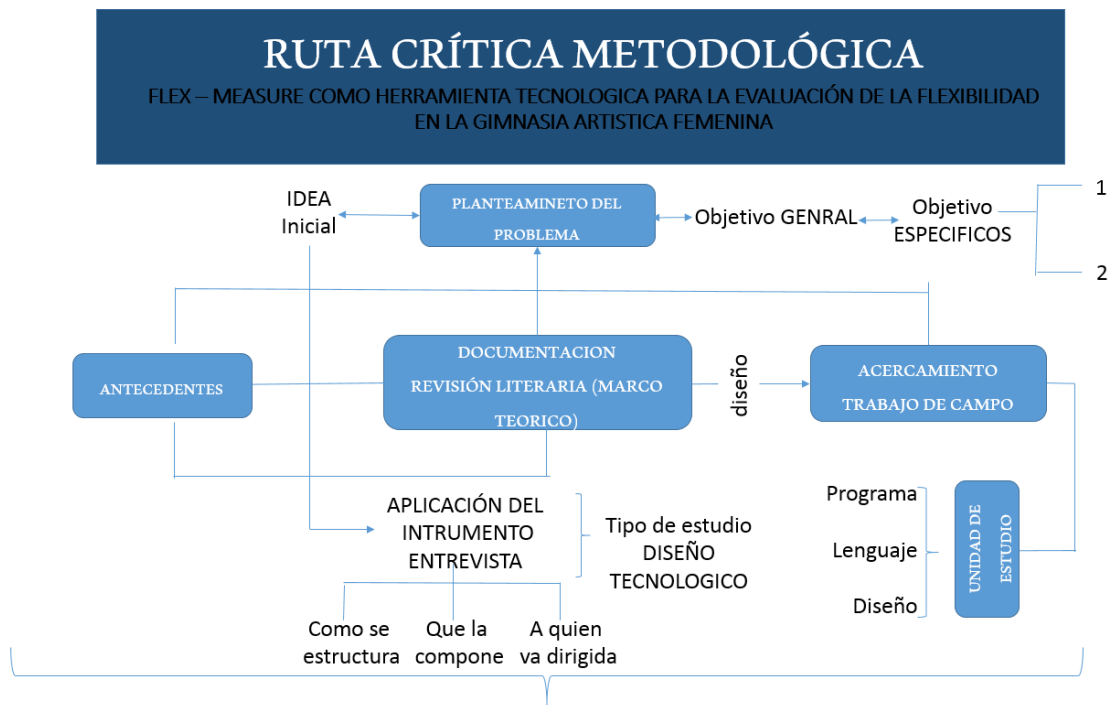 RUTA CRÍTICA METODOLÓGICA
FLEX – MEASURE COMO HERRAMIENTA TECNOLOGICA PARA LA EVALUACIÓN DE LA FLEXIBILIDAD
EN LA GIMNASIA ARTISTICA FEMENINA
IDEA
Inicial
PLANTEAMINETO DEL
PROBLEMA
Objetivo GENRAL
Objetivo
ESPECIFICOS
1
2
ANTECEDENTES
DOCUMENTACION
REVISIÓN LITERARIA (MARCO
TEORICO)
diseño
ACERCAMIENTO
TRABAJO DE CAMPO
APLICACIÓN DEL
INTRUMENTO
ENTREVISTA
Tipo de estudio
DISEÑO
TECNOLOGICO
Programa
Lenguaje
Diseño
UNIDAD DE
ESTUDIO
Como se
estructura
Que la
compone
A quien
va dirigida